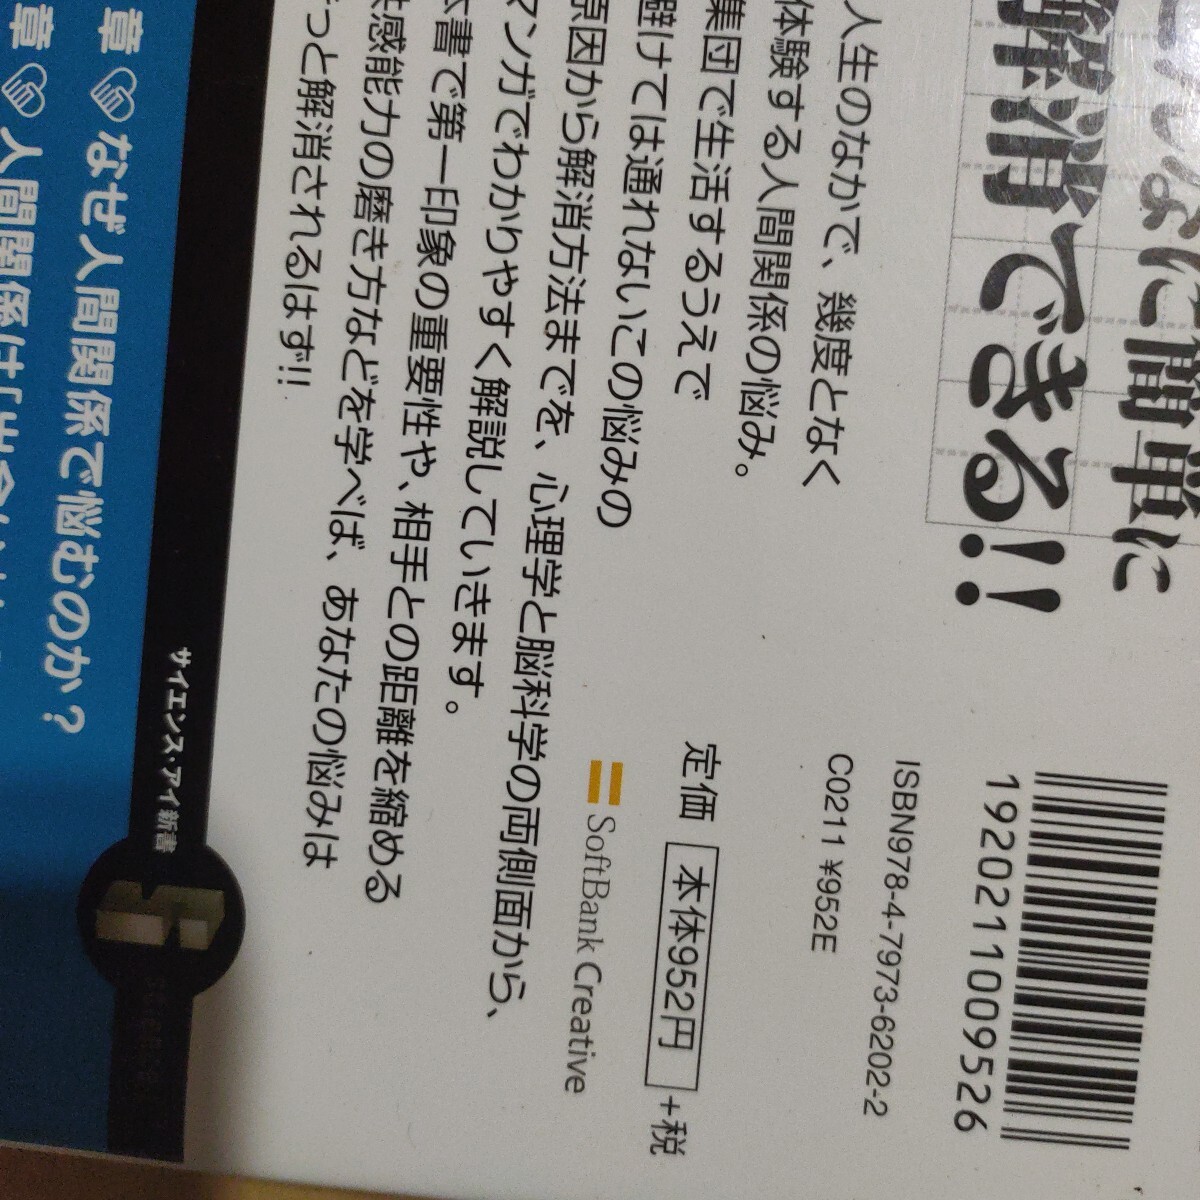 なに簡単に
解消できる!!
人生のなかで、幾度となく
体験する人間関係の悩み。
集団で生活するうえで
避けては通れないこの悩みの
原因から解消方法までを、心理学と脳科学の両側面から、
マンガでわかりやすく解説していきます。
本書で第一印象の重要性や、相手との距離を縮める
共感能力の磨き方などを学べば、あなたの悩みは
っと解消されるはず!!
1920211009526
ISBN978-4-7973-6202-2
C0211 ¥952E
定価 本体952円 +税
SoftBank Creative
サイエンス・アイ新書
章 なぜ人間関係で悩むのか?
章 人間関係は「出会い